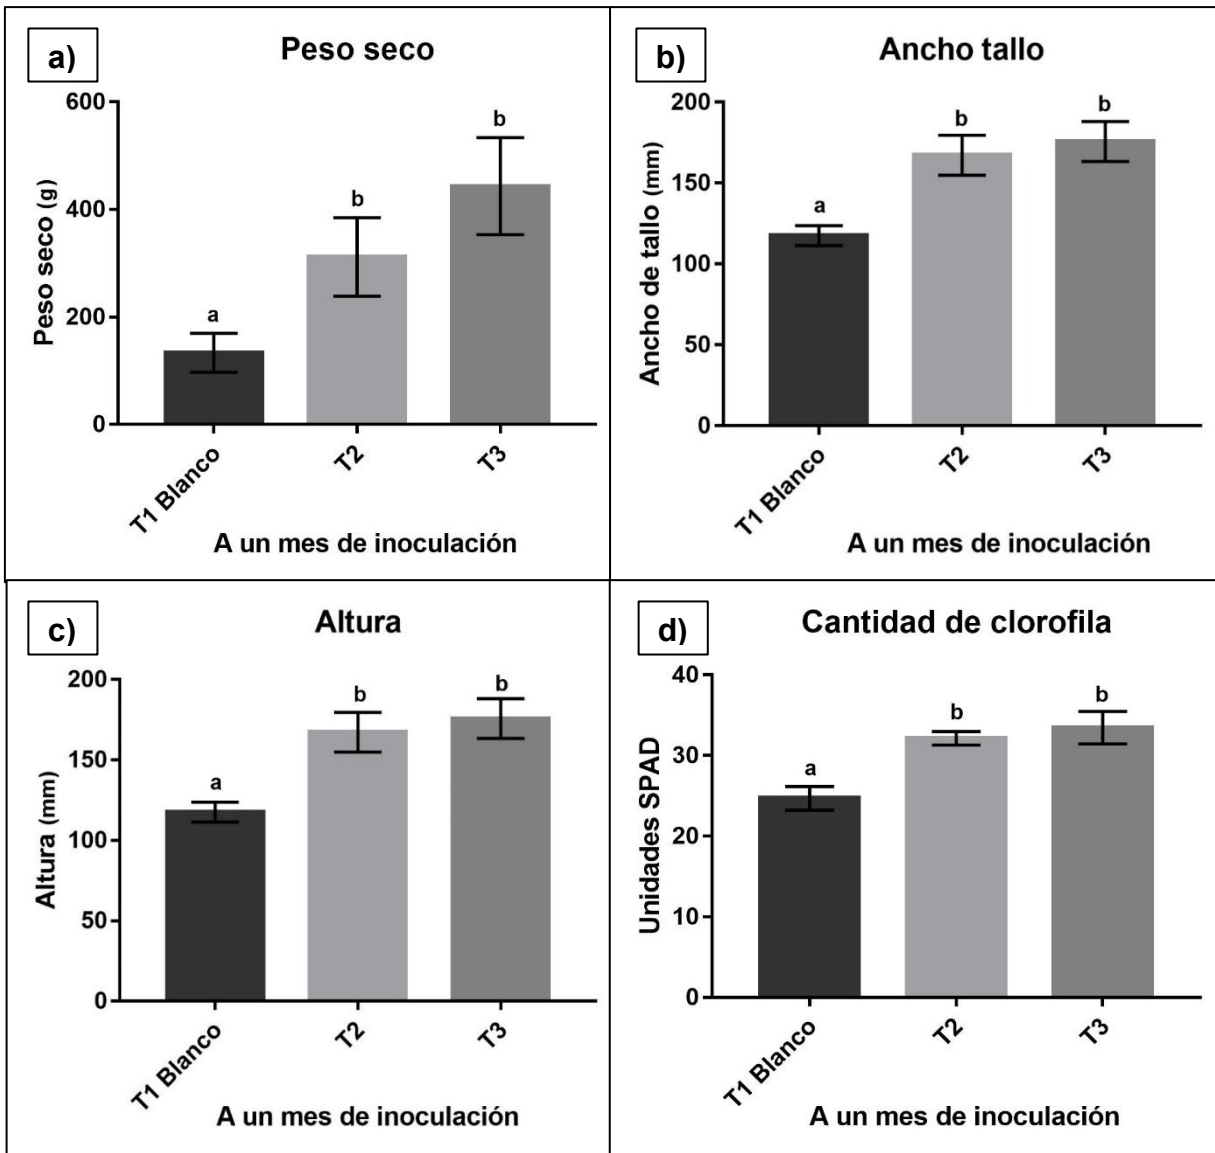 a)
Peso seco
Peso seco (g)
600
400
200
0
a
b
b
T1 Blanco
T2
T3
A un mes de inoculación
b)
Ancho tallo
Ancho de tallo (mm)
200
150
100
50
0
a
b
b
T1 Blanco
T2
T3
A un mes de inoculación
c)
Altura
Altura (mm)
200
150
100
50
0
a
b
b
T1 Blanco
T2
T3
A un mes de inoculación
d)
Cantidad de clorofila
Unidades SPAD
40
30
20
10
0
a
b
b
T1 Blanco
T2
T3
A un mes de inoculación